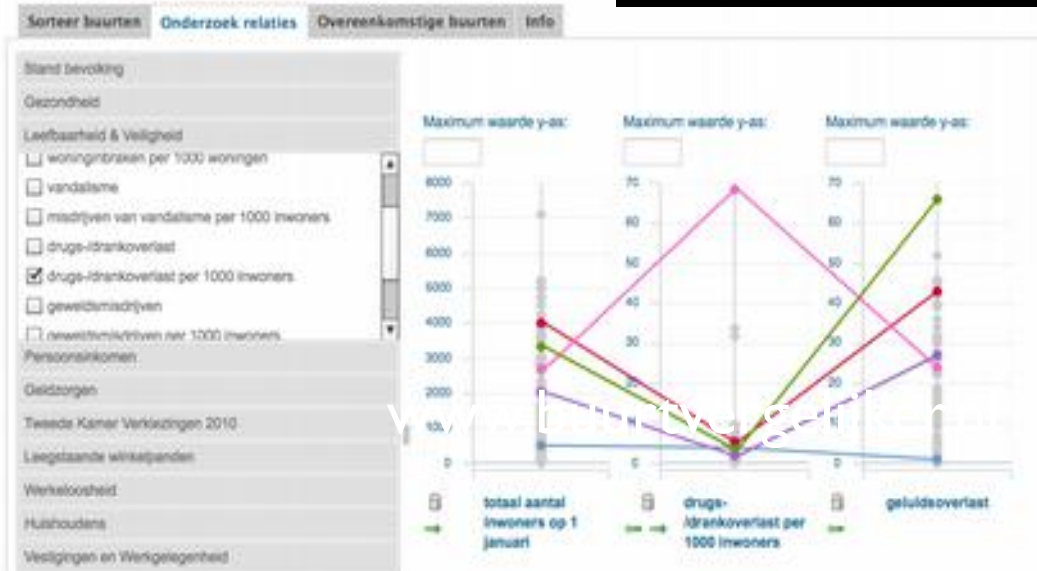 Sorteer buurten Onderzoek relaties Overeenkomstige buurten Info
Stand bevolking
Gezondheid
Leefbaarheid & Veiligheid
woninginbraken per 1000 woningen
vandalisme
misdrijven van vandalisme per 1000 inwoners
drugs-/drankoverlast
drugs-/drankoverlast per 1000 inwoners
geweldsmisdrijven
geweldsmisdrijven per 1000 inwoners
Persoonsinkomen
Geldzorgen
Tweede Kamer Verkiezingen 2010
Leegstaande winkelpanden
Werkeloosheid
Huishoudens
Vestigingen en Werkgelegenheid
Maximum waarde y-as: Maximum waarde y-as: Maximum waarde y-as:
8000 70 70
7000 60 60
6000 50 50
5000 40 40
4000 30 30
3000 20 20
2000
0 0 0
www.buurtvergelijker.nl
totaal aantal
inwoners op 1
januari
drugs-
/drankoverlast per
1000 inwoners
geluidsoverlast